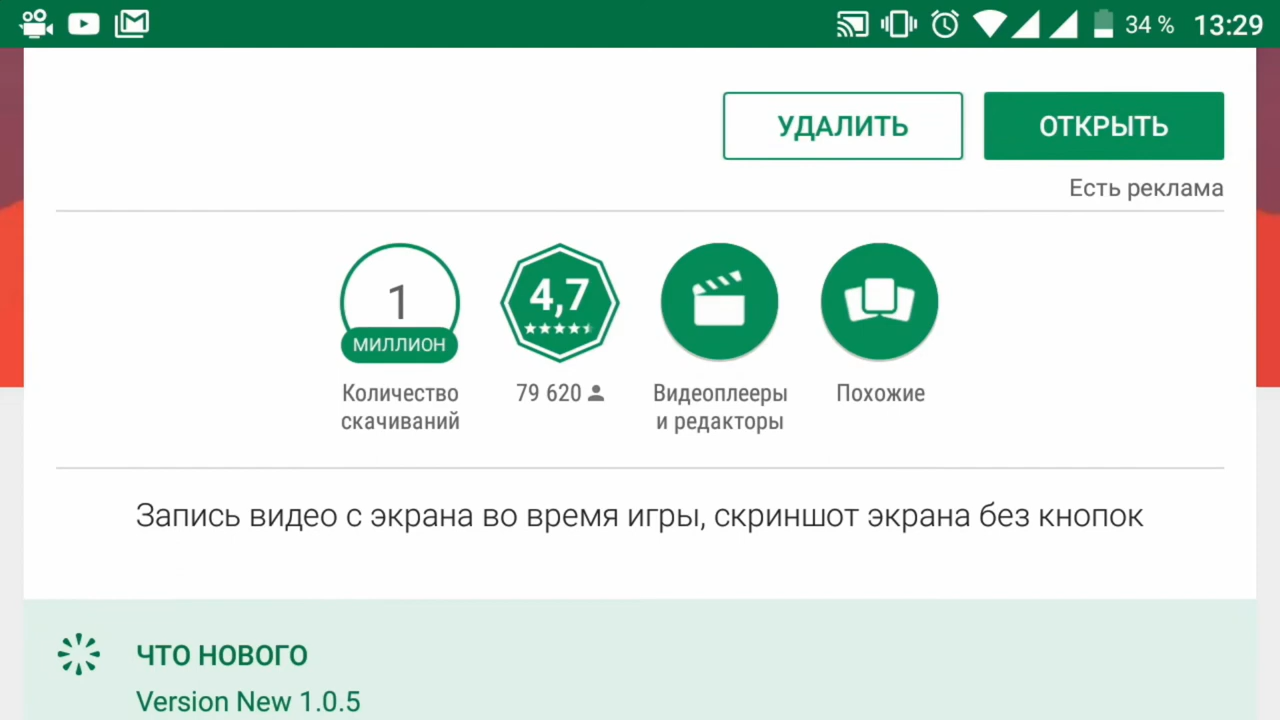 34 % 13:29
УДАЛИТЬ ОТКРЫТЬ
Есть реклама
1
МИЛЛИОН
Количество
скачиваний
4,7
79 620
Видеоплееры
и редакторы
Похожие
Запись видео с экрана во время игры, скриншот экрана без кнопок
ЧТО НОВОГО
Version New 1.0.5